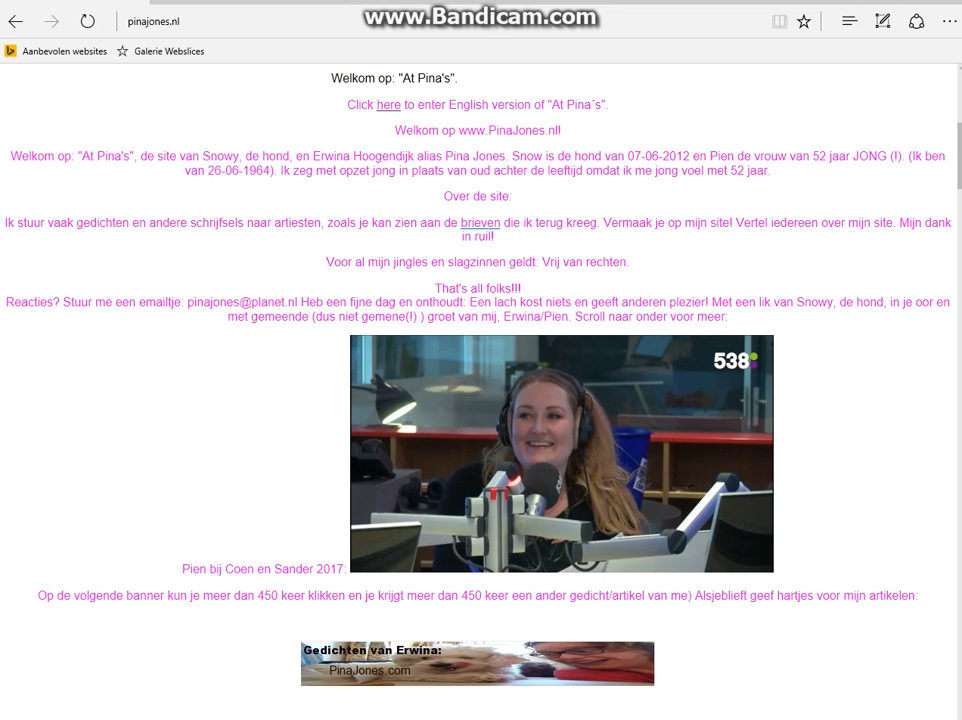 www.Bandicam.com
pinajones.nl
Aanbevolen websites Galerie Webslices
Welkom op: "At Pina's".
Click here to enter English version of "At Pina´s".
Welkom op www.PinaJones.nl!
Welkom op: "At Pina's", de site van Snowy, de hond, en Erwina Hoogendijk alias Pina Jones. Snow is de hond van 07-06-2012 en Pien de vrouw van 52 jaar JONG (!). (Ik ben
van 26-06-1964). Ik zeg met opzet jong in plaats van oud achter de leeftijd omdat ik me jong voel met 52 jaar.
Over de site:
Ik stuur vaak gedichten en andere schrijfsels naar artiesten, zoals je kan zien aan de brieven die ik terug kreeg. Vermaak je op mijn site! Vertel iedereen over mijn site. Mijn dank
in ruil!
Voor al mijn jingles en slagzinnen geldt: Vrij van rechten.
That's all folks!!!
Reacties? Stuur me een emailtje: pinajones@planet.nl Heb een fijne dag en onthoudt: Een lach kost niets en geeft anderen plezier! Met een lik van Snowy, de hond, in je oor en
met gemeende (dus niet gemene(!) ) groet van mij, Erwina/Pien. Scroll naar onder voor meer:
538
Pien bij Coen en Sander 2017:
Op de volgende banner kun je meer dan 450 keer klikken en je krijgt meer dan 450 keer een ander gedicht/artikel van me) Alsjeblieft geef hartjes voor mijn artikelen:
Gedichten van Erwina:
PinaJones.com